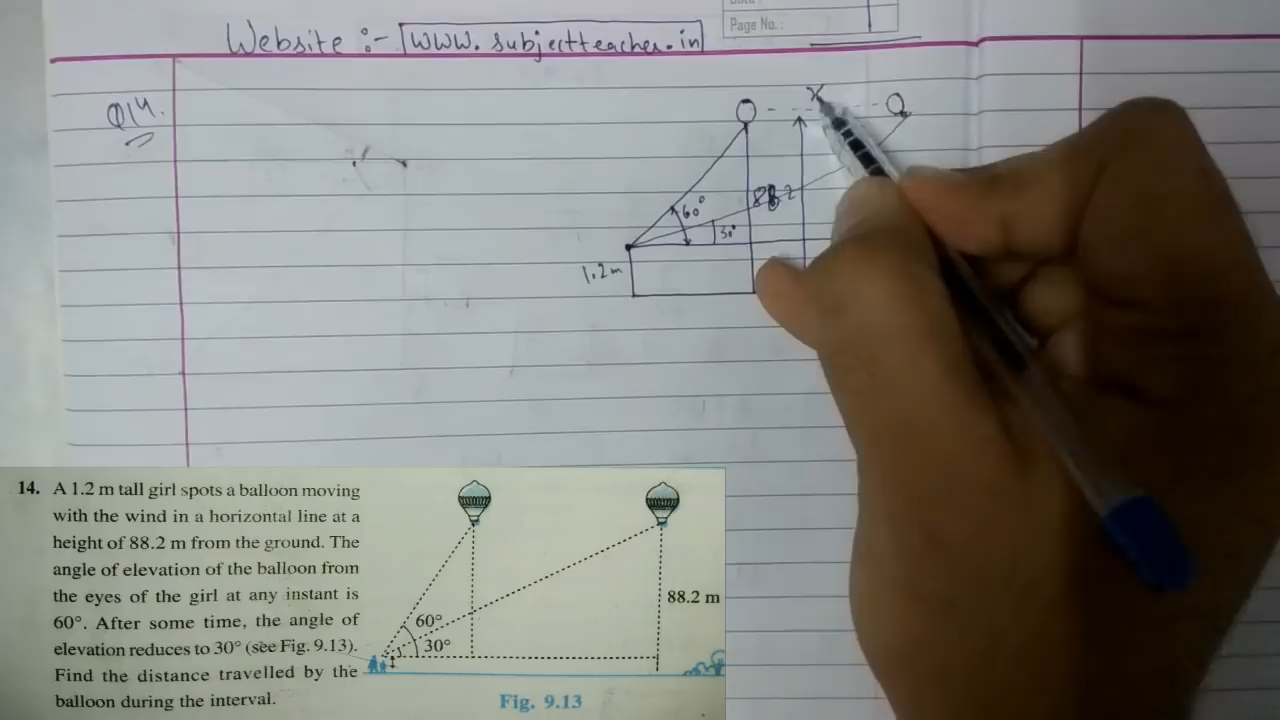 Website :- www.subjectteacher.in
Page No. :
Q14.
x
60°
88.2
30°
1.2m
14. A 1.2 m tall girl spots a balloon moving
with the wind in a horizontal line at a
height of 88.2 m from the ground. The
angle of elevation of the balloon from
the eyes of the girl at any instant is
60°. After some time, the angle of
elevation reduces to 30° (see Fig. 9.13).
Find the distance travelled by the
balloon during the interval.
88.2 m
60°
30°
Fig. 9.13